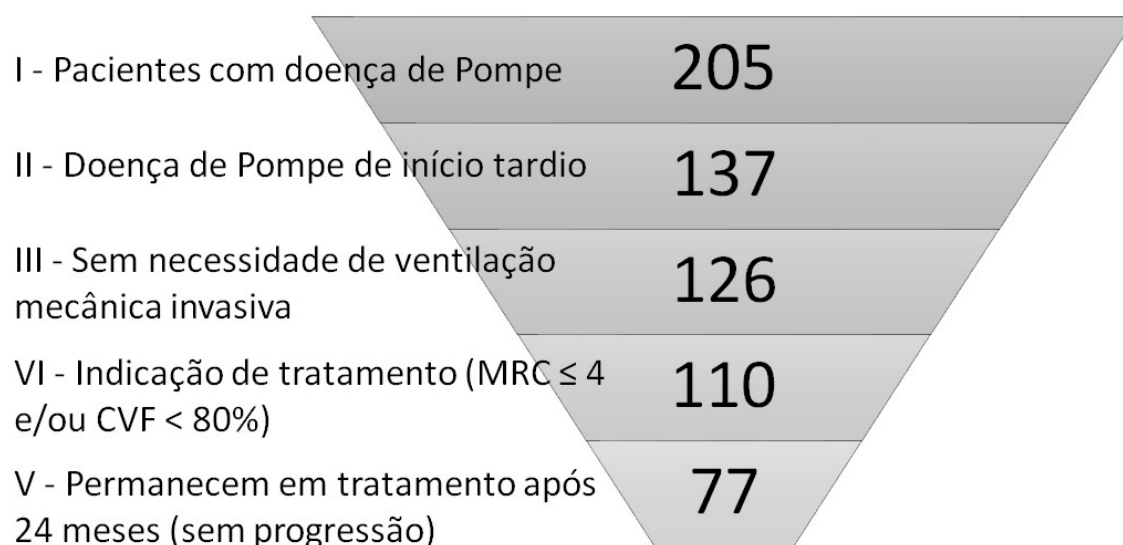 I - Pacientes com doença de Pompe
205
II - Doença de Pompe de início tardio
137
III - Sem necessidade de ventilação
mecânica invasiva
126
VI - Indicação de tratamento (MRC ≤ 4
e/ou CVF < 80%)
110
V - Permanecem em tratamento após
24 meses (sem progressão)
77